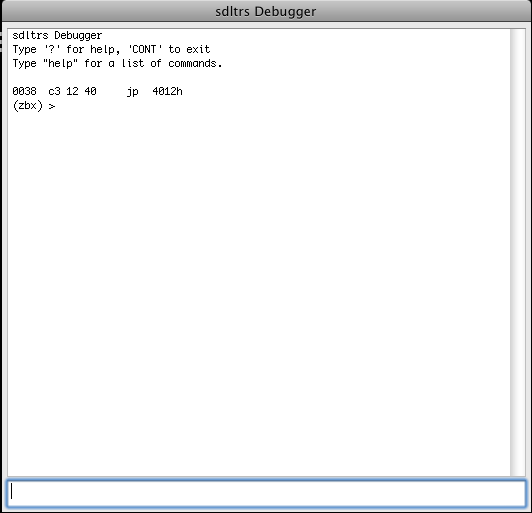 sdltrs Debugger
sdltrs Debugger
Type '?' for help, 'CONT' to exit
Type "help" for a list of commands.
0038 c3 12 40 jp 4012h
(zbx) >